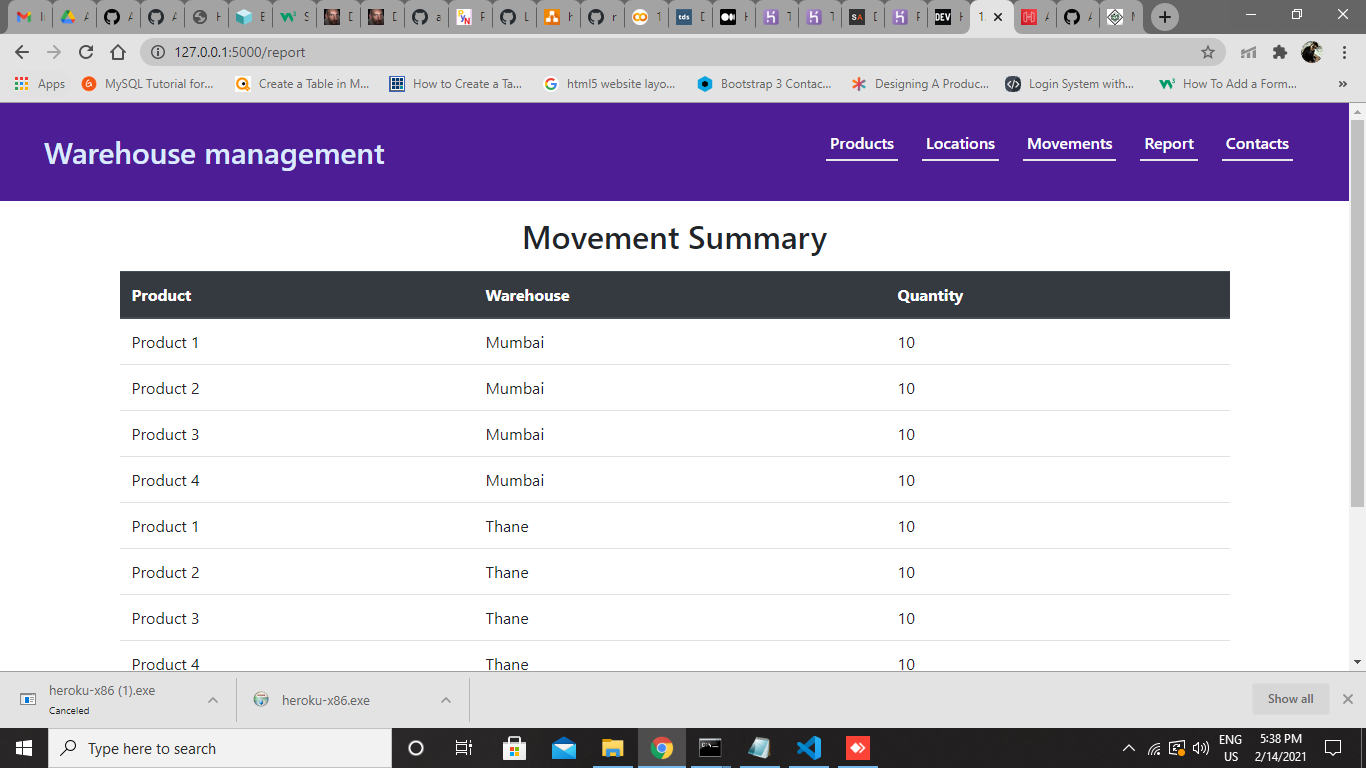 127.0.0.1:5000/report
Apps MySQL Tutorial for... Create a Table in M... How to Create a Ta... html5 website layo... Bootstrap 3 Contac... Designing A Produc... Login System with... How To Add a Form... »
Warehouse management
Products Locations Movements Report Contacts
Movement Summary
Product Warehouse Quantity
Product 1 Mumbai 10
Product 2 Mumbai 10
Product 3 Mumbai 10
Product 4 Mumbai 10
Product 1 Thane 10
Product 2 Thane 10
Product 3 Thane 10
Product 4 Thane 10
heroku-x86 (1).exe
Canceled
heroku-x86.exe
Show all
Type here to search
ENG
US
5:38 PM
2/14/2021